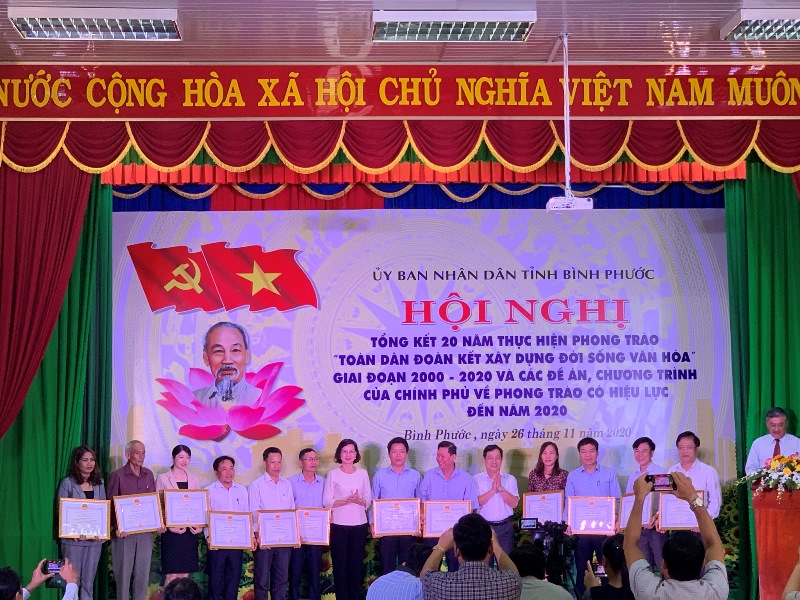 NƯỚC CỘNG HÒA XÃ HỘI CHỦ NGHĨA VIỆT NAM MUÔN
ỦY BAN NHÂN DÂN TỈNH BÌNH PHƯỚC
HỘI NGHỊ
TỔNG KẾT 20 NĂM THỰC HIỆN PHONG TRÀO
"TOÀN DÂN ĐOÀN KẾT XÂY DỰNG ĐỜI SỐNG VĂN HÓA"
GIAI ĐOẠN 2000 - 2020 VÀ CÁC ĐỀ ÁN, CHƯƠNG TRÌNH
CỦA CHÍNH PHỦ VỀ PHONG TRÀO CÓ HIỆU LỰC
ĐẾN NĂM 2020
Bình Phước, ngày 26 tháng 11 năm 2020